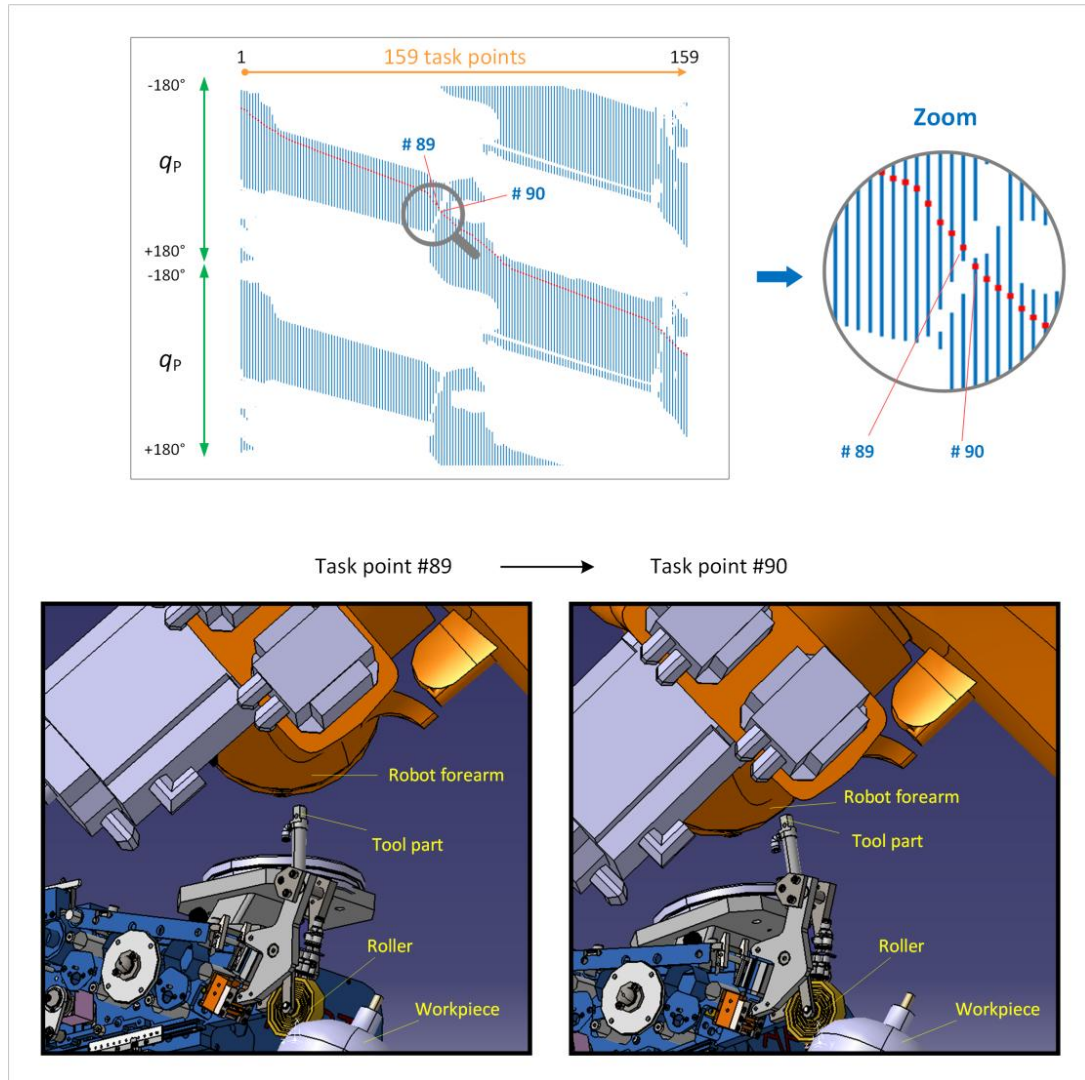 1
159 task points
159
-180°
qP
+180°
-180°
qP
+180°
# 89
# 90
Zoom
# 89
# 90
Task point #89
Task point #90
Robot forearm
Tool part
Roller
Workpiece
Robot forearm
Tool part
Roller
Workpiece